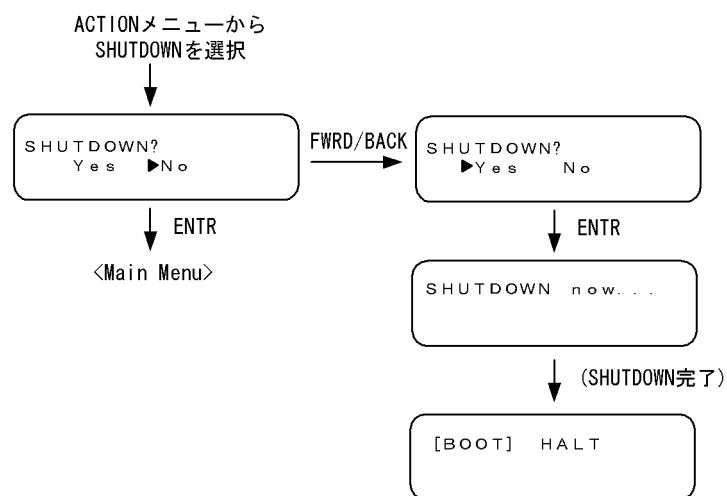 ACTIONメニューから
SHUTDOWNを選択
SHUTDOWN?
Yes ▶No
FWRD/BACK
SHUTDOWN?
▶Yes No
ENTR
<Main Menu>
ENTR
SHUTDOWN now...
(SHUTDOWN完了)
[BOOT] HALT